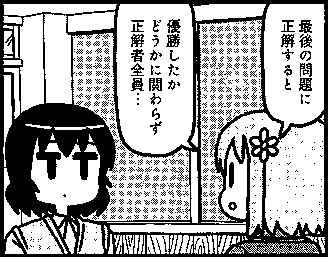 最後の問題に
正解すると
優勝したか
どうかに関わらず
正解者全員…